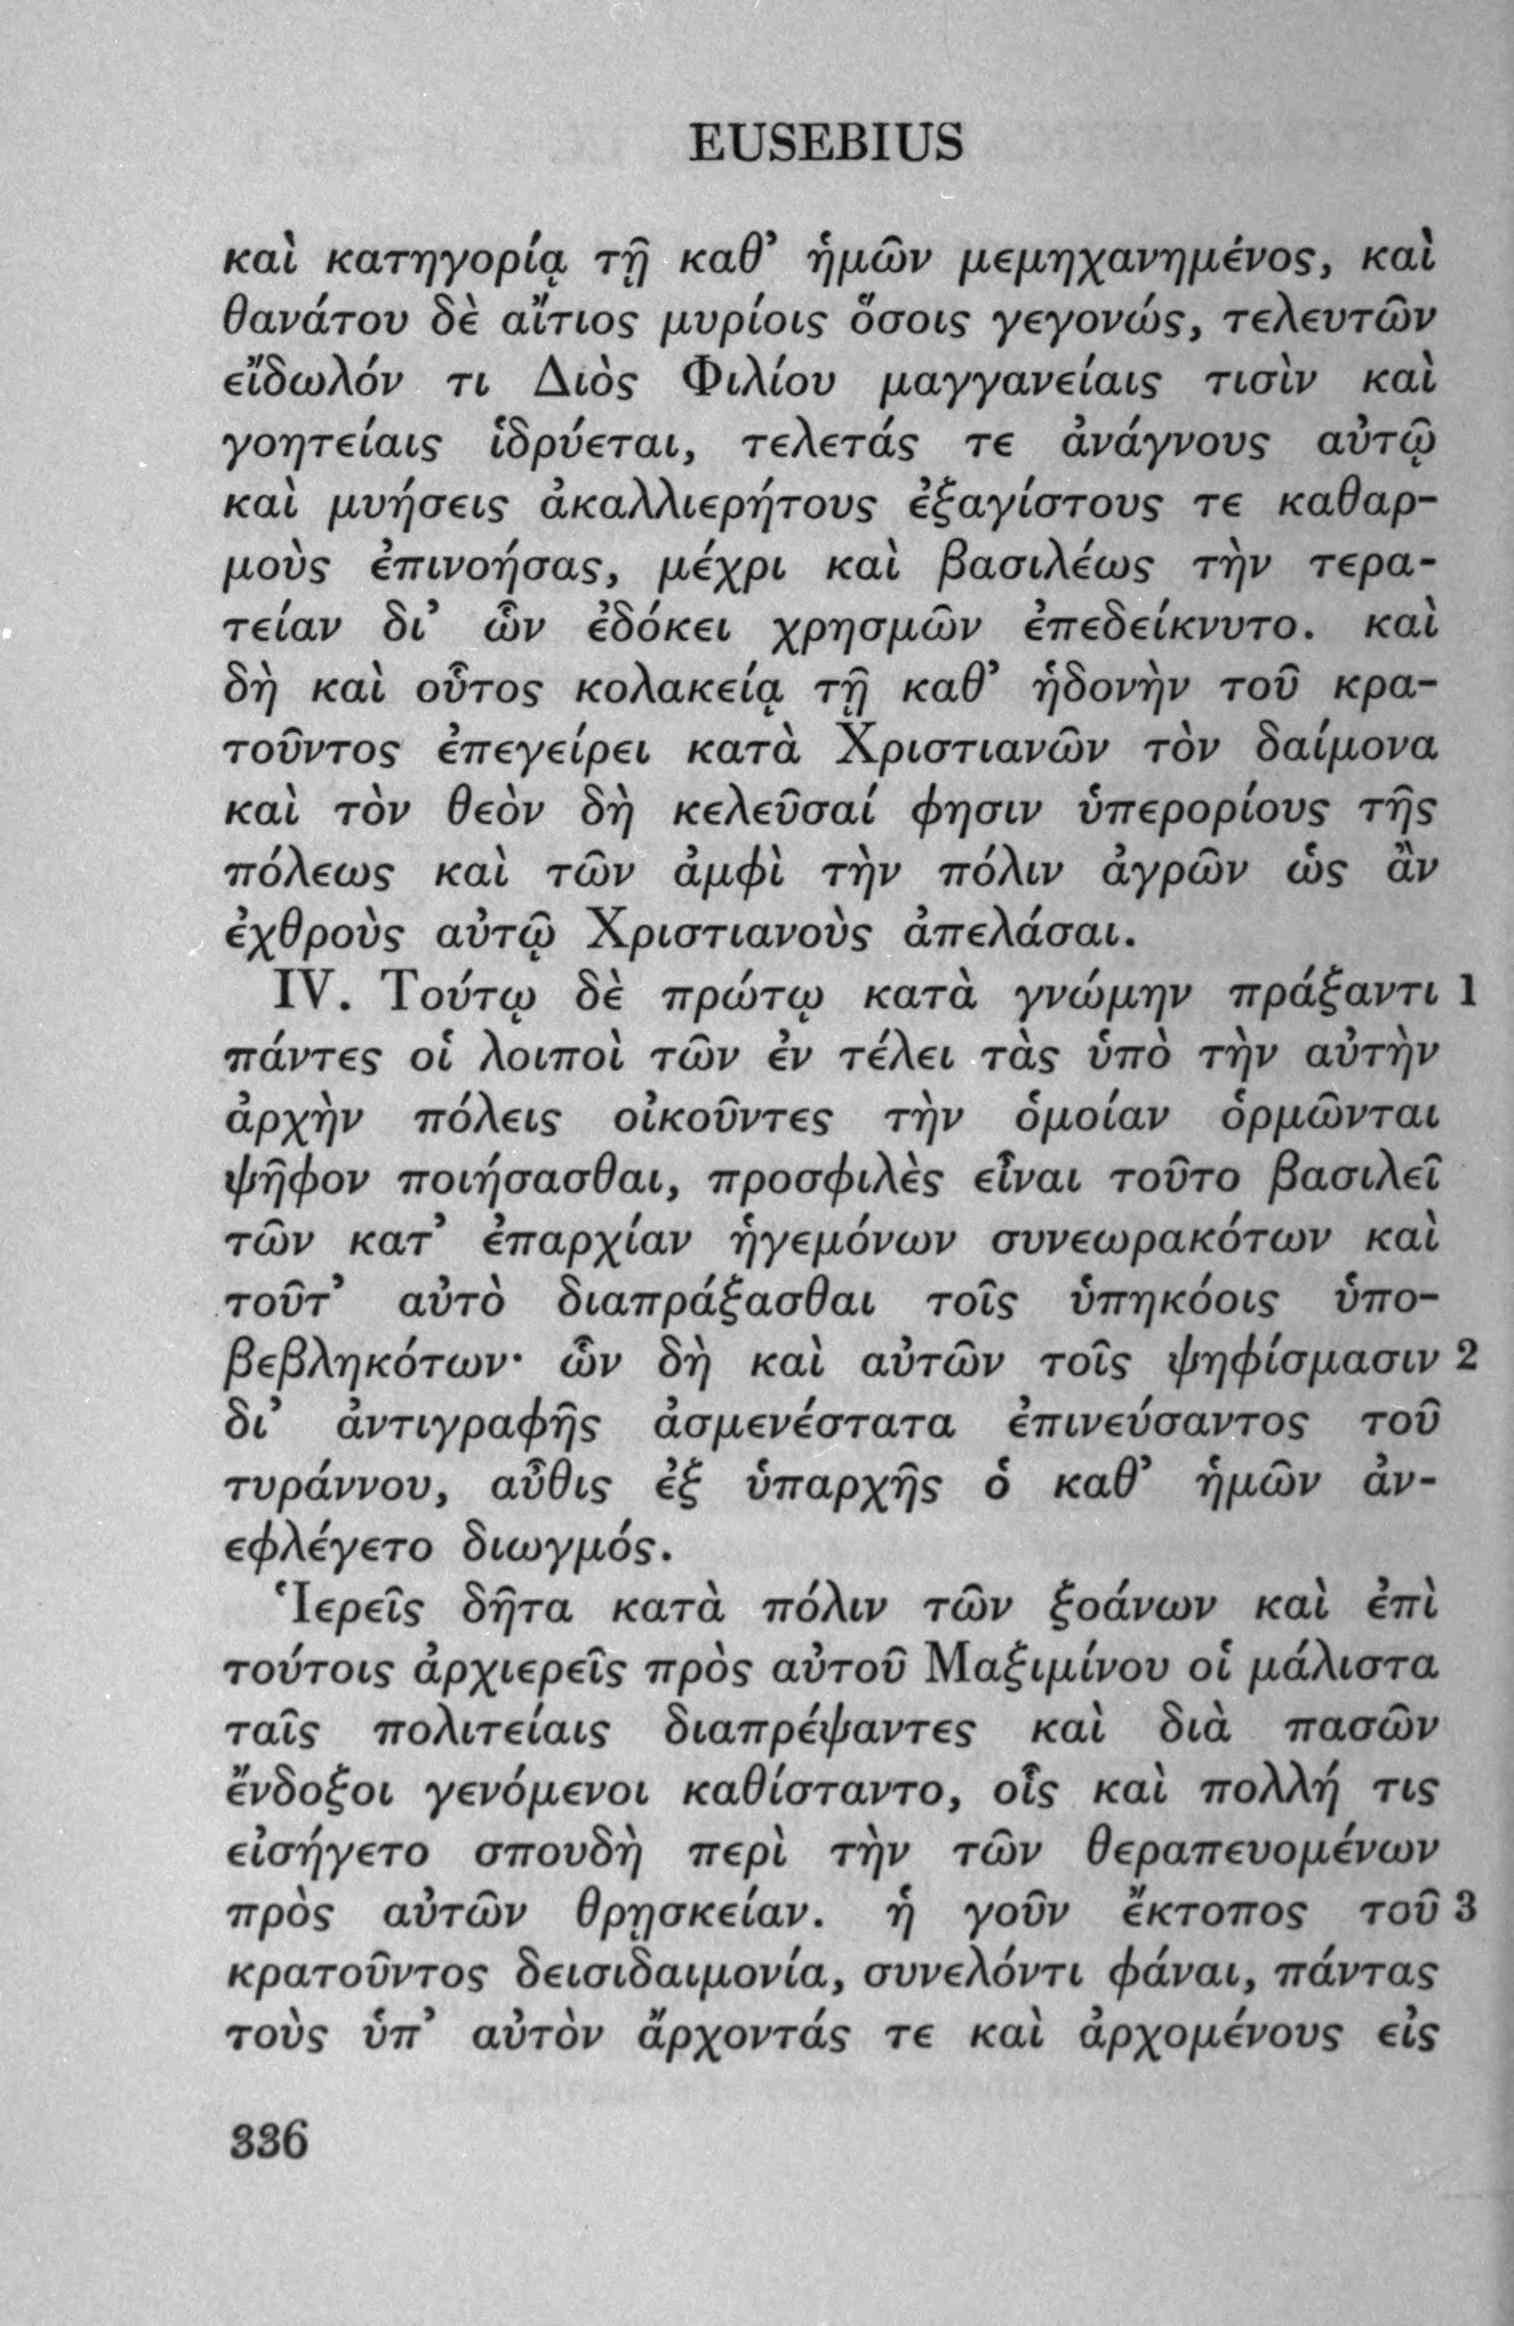 EUSEBIUS
καὶ κατηγορίᾳ τῇ καθ’ ἡμῶν μεμηχανημένος, καὶ
θανάτου δὲ αἴτιος μυρίοις ὅσοις γεγονώς, τελευτῶν
εἴδωλόν τι Διὸς Φιλίου μαγγανείαις τισὶν καὶ
γοητείαις ἱδρύεται, τελετάς τε ἀνάγνους αὐτῷ
καὶ μυήσεις ἀκαλλιερήτους ἐξαγίστους τε καθαρ-
μοὺς ἐπινοήσας, μέχρι καὶ βασιλέως τὴν τερα-
τείαν δι’ ὧν ἐδόκει χρησμῶν ἐπεδείκνυτο. καὶ
δὴ καὶ οὗτος κολακείᾳ τῇ καθ’ ἡδονὴν τοῦ κρα-
τοῦντος ἐπεγείρει κατὰ Χριστιανῶν τὸν δαίμονα
καὶ τὸν θεὸν δὴ κελεῦσαί φησιν ὑπερορίους τῆς
πόλεως καὶ τῶν ἀμφὶ τὴν πόλιν ἀγρῶν ὡς ἂν
ἐχθροὺς αὐτῷ Χριστιανοὺς ἀπελάσαι.
IV. Τούτῳ δὲ πρώτῳ κατὰ γνώμην πράξαντι 1
πάντες οἱ λοιποὶ τῶν ἐν τέλει τὰς ὑπὸ τὴν αὐτὴν
ἀρχὴν πόλεις οἰκοῦντες τὴν ὁμοίαν ὁρμῶνται
ψῆφον ποιήσασθαι, προσφιλὲς εἶναι τοῦτο βασιλεῖ
τῶν κατ’ ἐπαρχίαν ἡγεμόνων συνεωρακότων καὶ
τοῦτ’ αὐτὸ διαπράξασθαι τοῖς ὑπηκόοις ὑπο-
βεβληκότων· ὧν δὴ καὶ αὐτῶν τοῖς ψηφίσμασιν 2
δι’ ἀντιγραφῆς ἀσμενέστατα ἐπινεύσαντος τοῦ
τυράννου, αὖθις ἐξ ὑπαρχῆς ὁ καθ’ ἡμῶν ἀν-
εφλέγετο διωγμός.
Ἱερεῖς δῆτα κατὰ πόλιν τῶν ξοάνων καὶ ἐπὶ
τούτοις ἀρχιερεῖς πρὸς αὐτοῦ Μαξιμίνου οἱ μάλιστα
ταῖς πολιτείαις διαπρέψαντες καὶ διὰ πασῶν
ἔνδοξοι γενόμενοι καθίσταντο, οἷς καὶ πολλή τις
εἰσήγετο σπουδὴ περὶ τὴν τῶν θεραπευομένων
πρὸς αὐτῶν θρῃσκείαν. ἡ γοῦν ἔκτοπος τοῦ 3
κρατοῦντος δεισιδαιμονία, συνελόντι φάναι, πάντας
τοὺς ὑπ’ αὐτὸν ἄρχοντάς τε καὶ ἀρχομένους εἰς
336